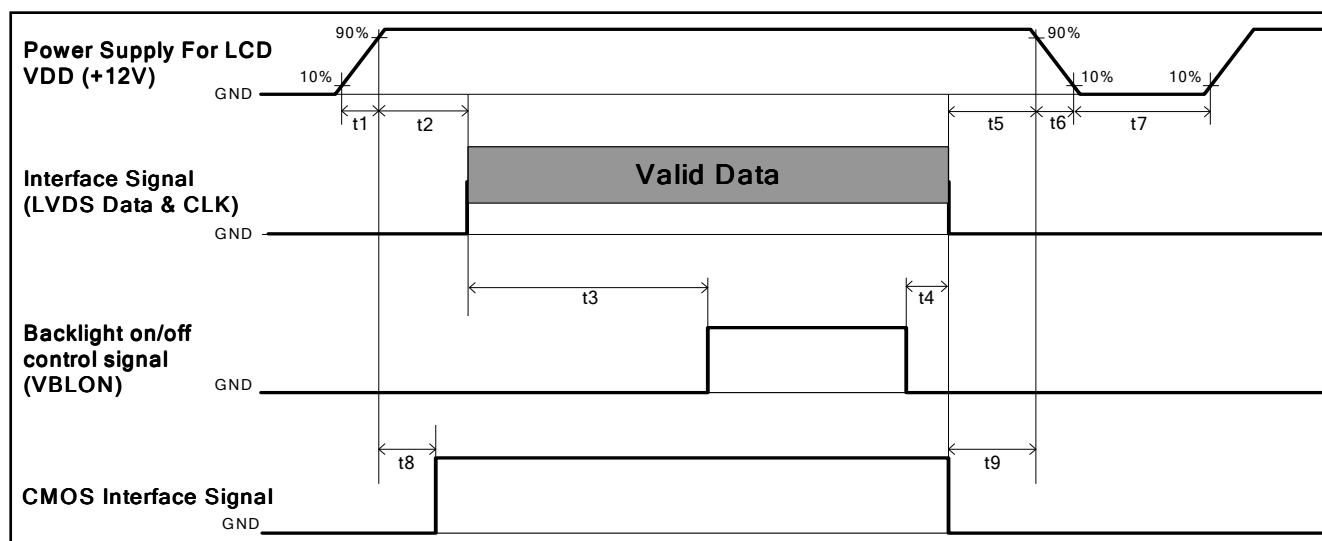 Power Supply For LCD
VDD (+12V)
90%
90%
10%
10%
10%
GND
t1
t2
t5
t6
t7
Valid Data
Interface Signal
(LVDS Data & CLK)
GND
t3
t4
Backlight on/off
control signal
(VBLON)
GND
t8
t9
CMOS Interface Signal
GND